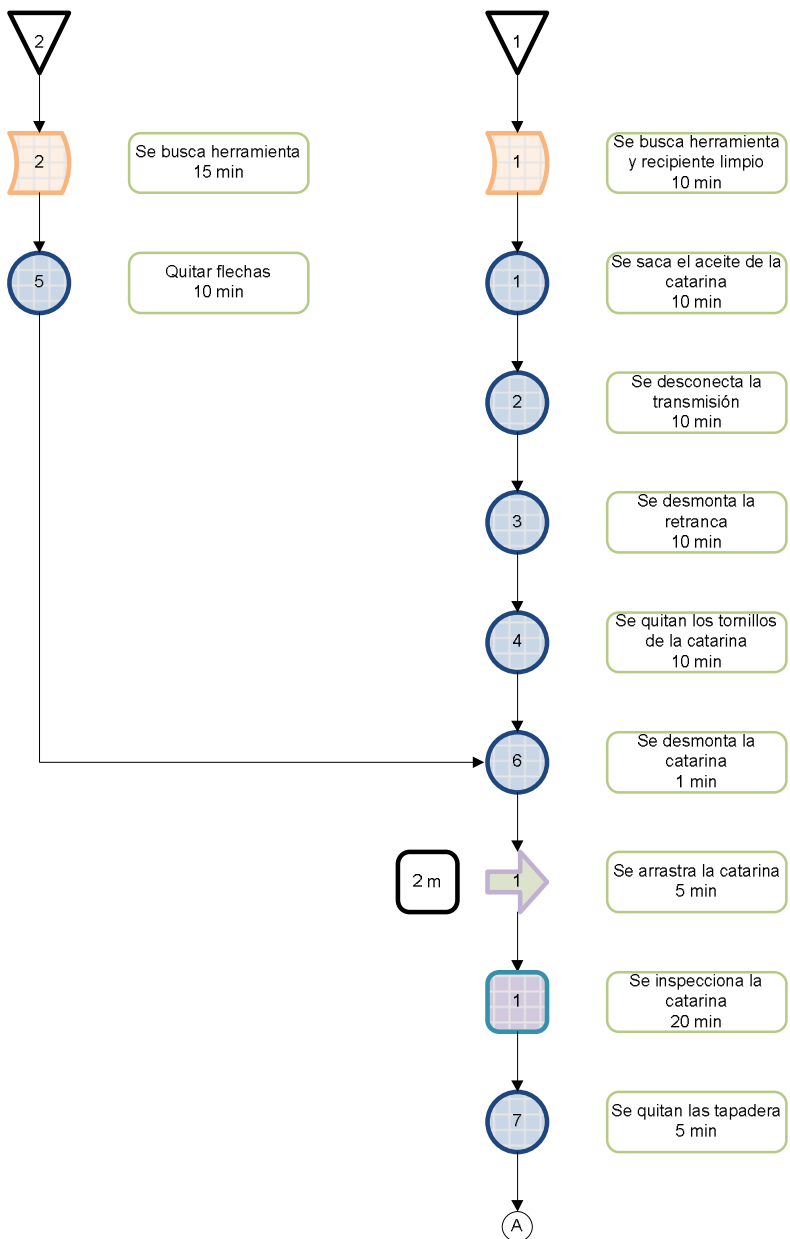 2
1
2
Se busca herramienta
15 min
1
Se busca herramienta
y recipiente limpio
10 min
5
Quitar flechas
10 min
1
Se saca el aceite de la
catarina
10 min
2
Se desconecta la
transmisión
10 min
3
Se desmonta la
retranca
10 min
4
Se quitan los tornillos
de la catarina
10 min
6
Se desmonta la
catarina
1 min
2 m
1
Se arrastra la catarina
5 min
1
Se inspecciona la
catarina
20 min
7
Se quitan las tapadera
5 min
A